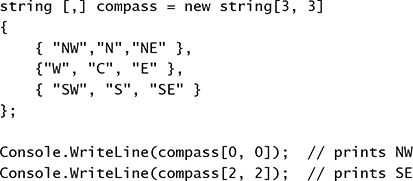 string [,] compass = new string[3, 3]
{
    { "NW","N","NE" },
    {"W", "C", "E" },
    { "SW", "S", "SE" }
};

Console.WriteLine(compass[0, 0]);  // prints NW
Console.WriteLine(compass[2, 2]);  // prints SE